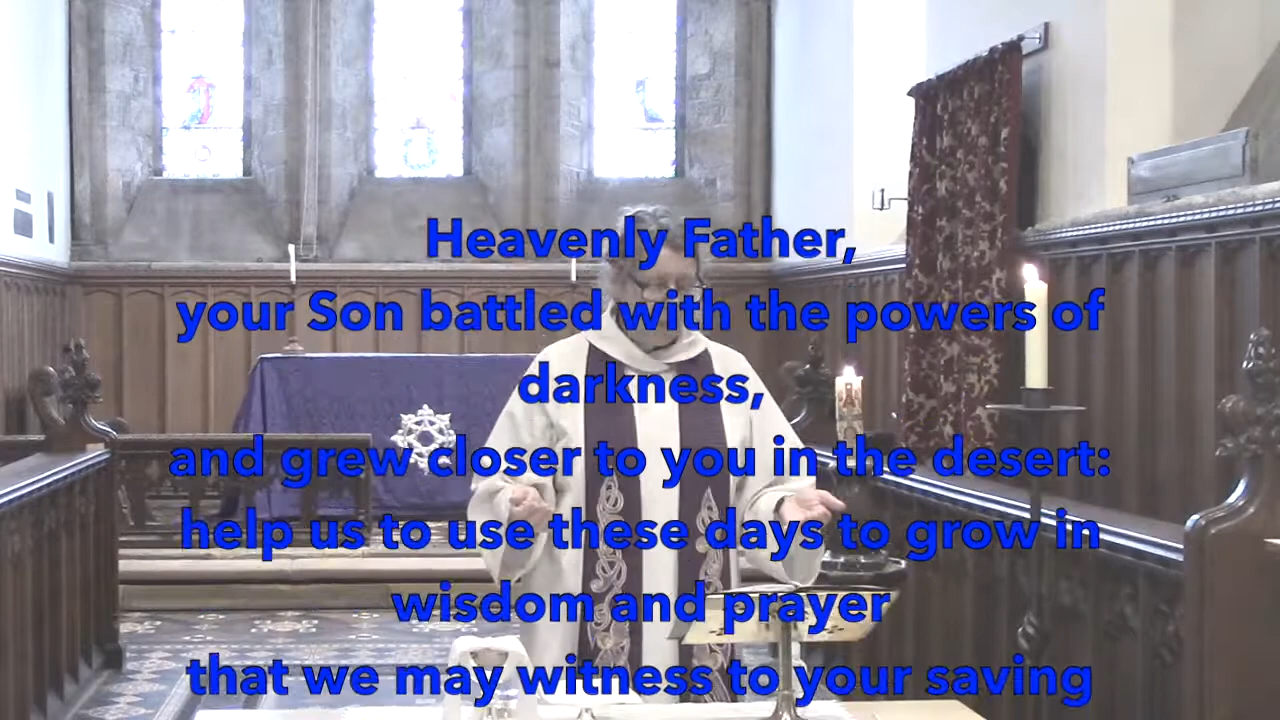 Heavenly Father,
your Son battled with the powers of
darkness,
and grew closer to you in the desert:
help us to use these days to grow in
wisdom and prayer
that we may witness to your saving